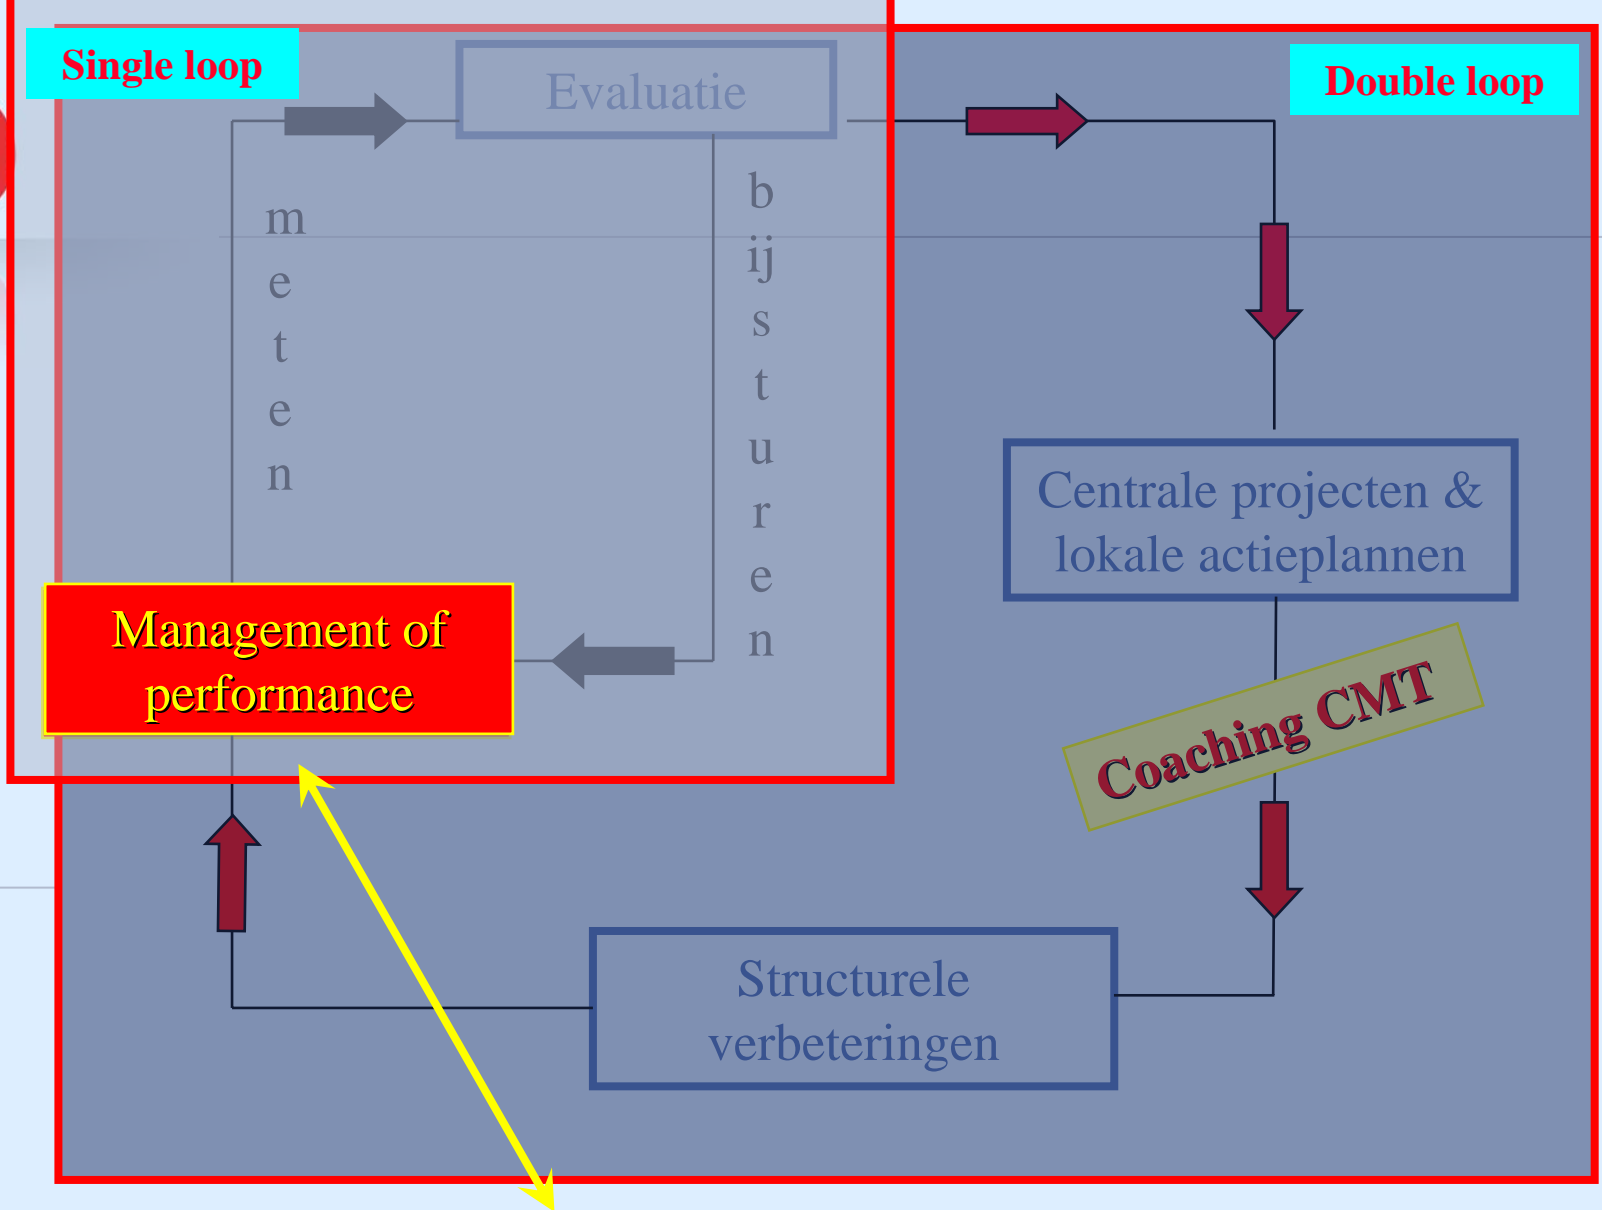 Single loop
Double loop
Evaluatie
meten
bijsturen
Centrale projecten &
lokale actieplannen
Management of
performance
Coaching CMT
Structurele
verbeteringen